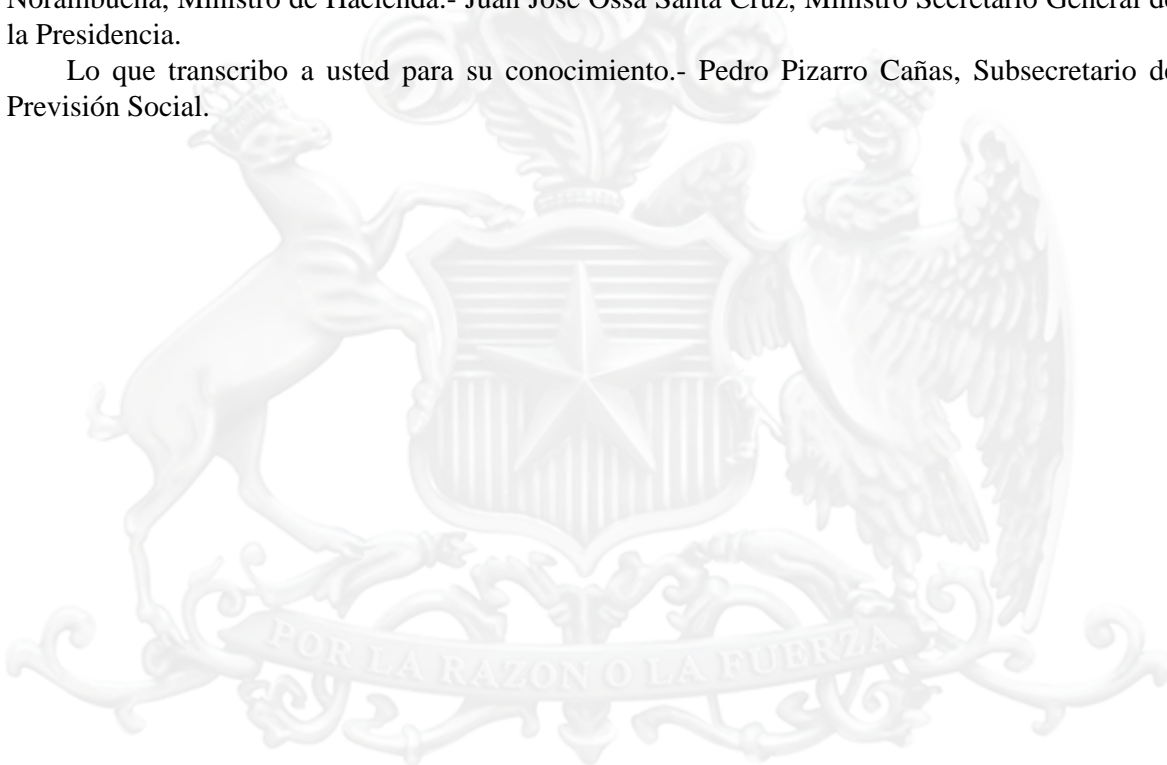 Norambuena, Ministro de Hacienda.- Juan José Ossa Santa Cruz, Ministro Secretario General de
la Presidencia.
Lo que transcribo a usted para su conocimiento.- Pedro Pizarro Cañas, Subsecretario de
Previsión Social.
POR LA RAZON O LA FUERZA